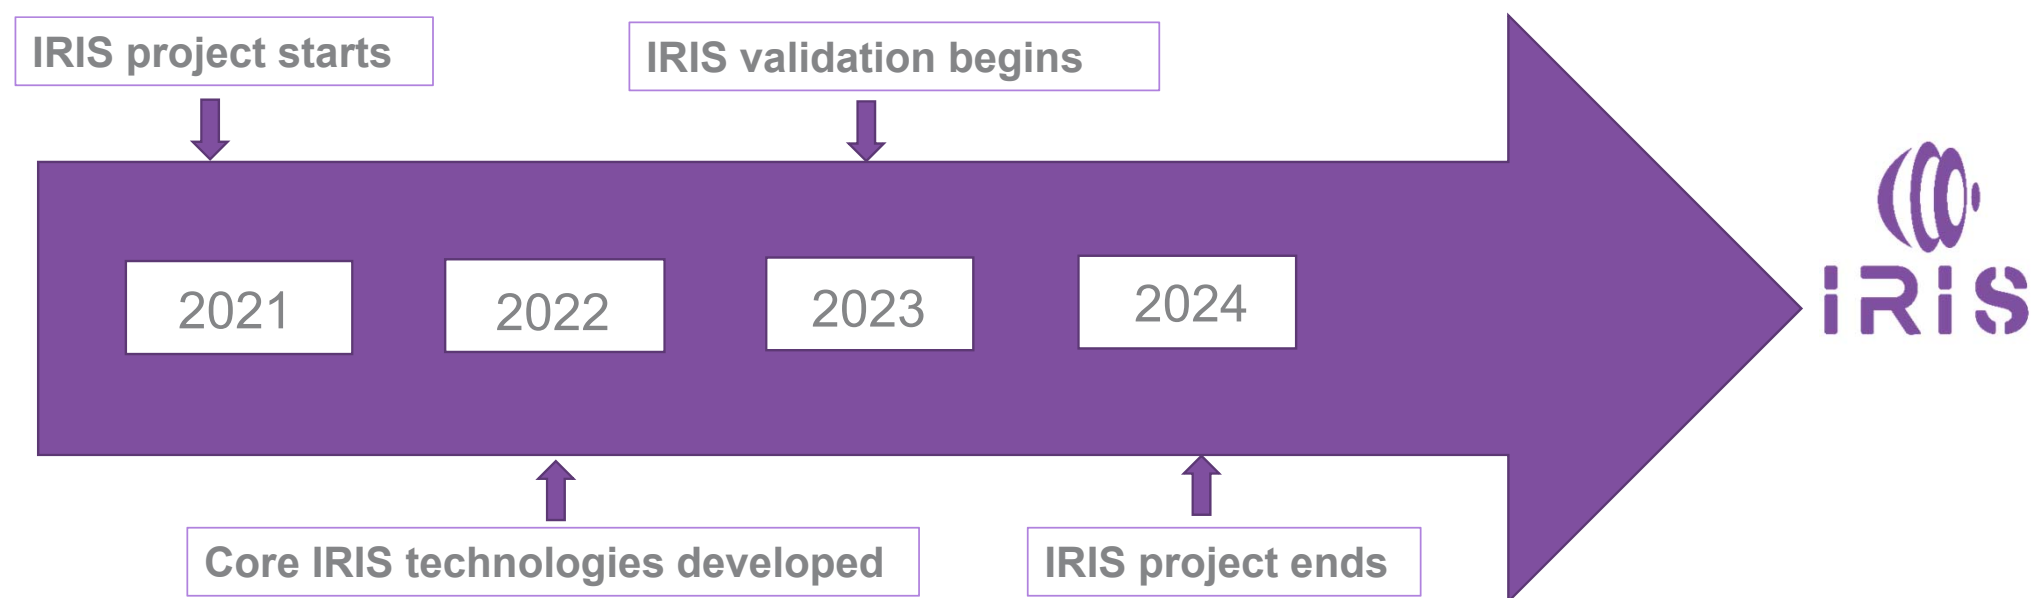 IRIS project starts
IRIS validation begins
2021
2022
2023
2024
IRIS
Core IRIS technologies developed
IRIS project ends